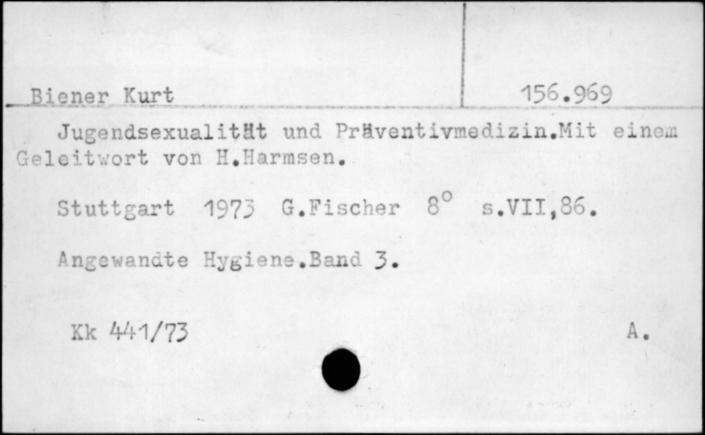 Biener Kurt 156.969
Jugendsexualität und Präventivmedizin.Mit einem
Geleitwort von H.Harmsen.
Stuttgart 1973 G.Fischer 8° s.VII,86.
Angewandte Hygiene.Band 3.
Kk 441/73 A.